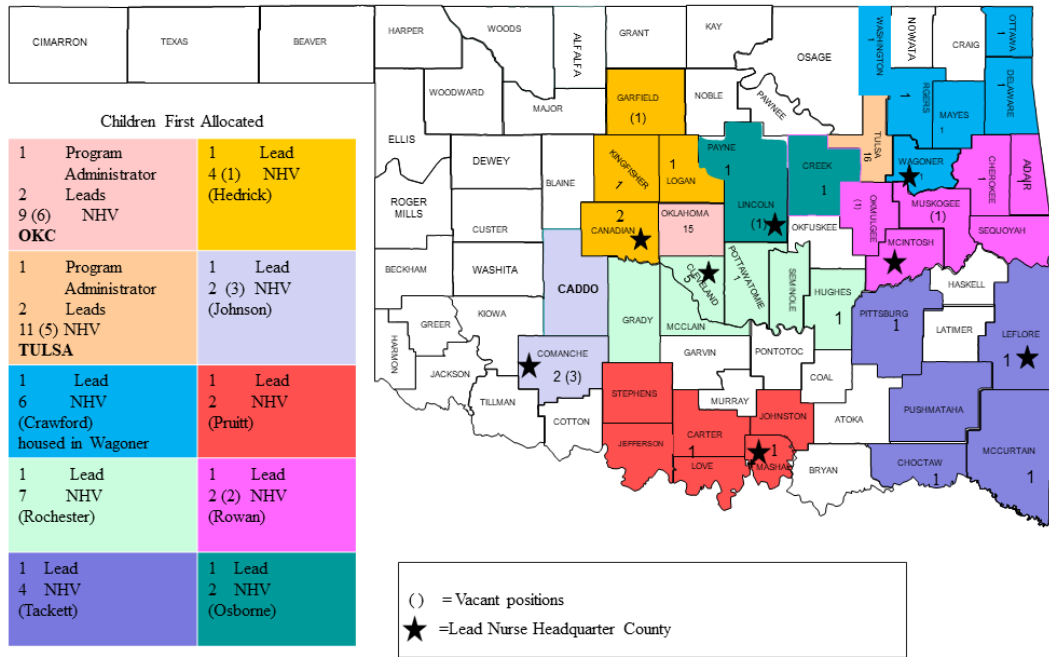 CIMARRON
TEXAS
BEAVER
HARPER
WOODS
ALFALFA
GRANT
KAY
OSAGE
WASHINGTON
1
NOWATA
CRAIG
OTTAWA
1
WOODWARD
MAJOR
GARFIELD
(1)
NOBLE
PAWNEE
TULSA
16
RGERS
1
MAYES
1
DELAWARE
1
ELLIS
DEWEY
BLAINE
KINGFISHER
1
1
LOGAN
PAYNE
1
CREEK
1
WAGONER
1
CHEROKEE
1
ADAIR
ROGER
MILLS
CUSTER
2
CANADIAN
OKLAHOMA
15
LINCOLN
(1)
OKFUSKEE
OKMULGEE
(1)
MUSKOGEE
(1)
SEQUOYAH
MCINTOSH
BECKHAM
WASHITA
CADDO
CLEVELAND
5
POTTAWATOMIE
1
SEMINOLE
HUGHES
1
HASKELL
PITTSBURG
1
LATIMER
LEFLORE
1
GREER
KIOWA
GRADY
MCCLAIN
HARMON
JACKSON
COMANCHE
2 (3)
GARVIN
PONTOTOC
COAL
TILLMAN
COTTON
STEPHENS
MURRAY
JOHNSTON
ATOKA
PUSHMATAHA
JEFFERSON
CARTER
1
LOVE
1
MASHAL
BRYAN
CHOCTAW
1
MCCURTAIN
1
Children First Allocated
1 Program
Administrator
2 Leads
9 (6) NHV
OKC
1 Lead
4 (1) NHV
(Hedrick)
1 Program
Administrator
2 Leads
11 (5) NHV
TULSA
1 Lead
2 (3) NHV
(Johnson)
1 Lead
6 NHV
(Crawford)
housed in Wagoner
1 Lead
2 NHV
(Pruitt)
1 Lead
7 NHV
(Rochester)
1 Lead
2 (2) NHV
(Rowan)
1 Lead
4 NHV
(Tackett)
1 Lead
2 NHV
(Osborne)
( ) = Vacant positions
=Lead Nurse Headquarter County